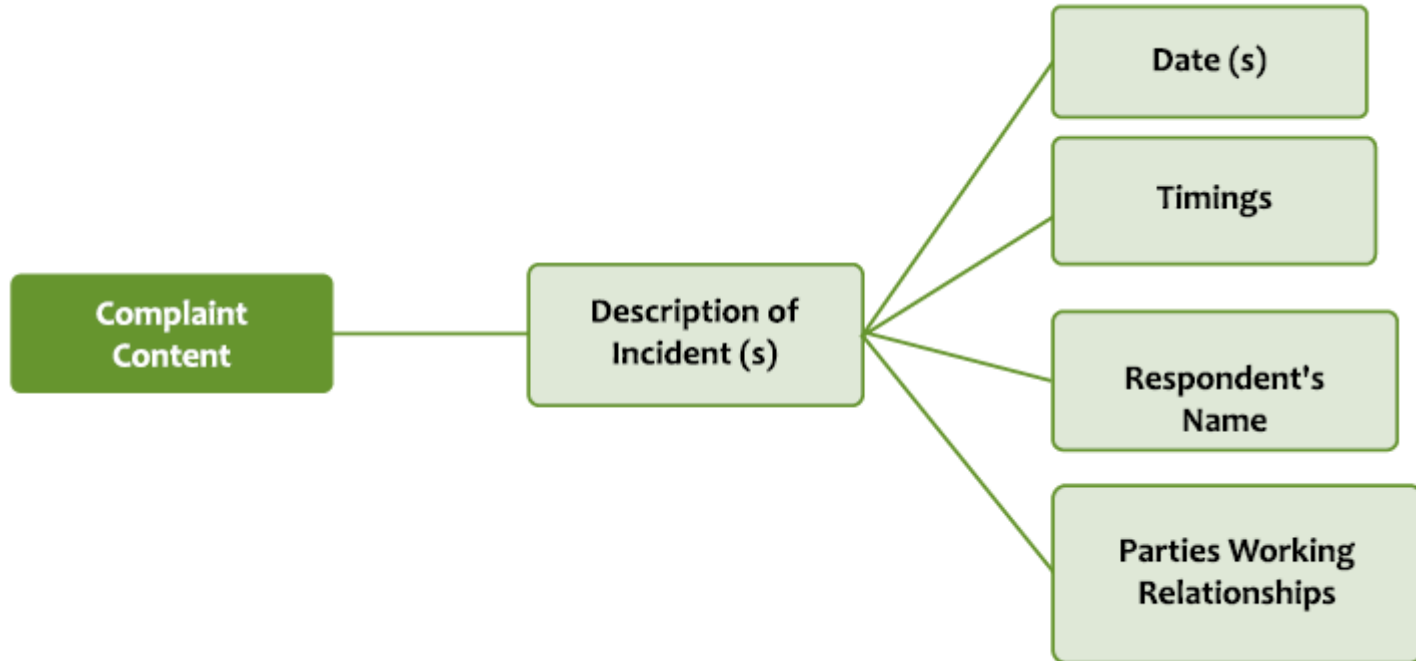 Complaint
Content
Description of
Incident (s)
Date (s)
Timings
Respondent's
Name
Parties Working
Relationships